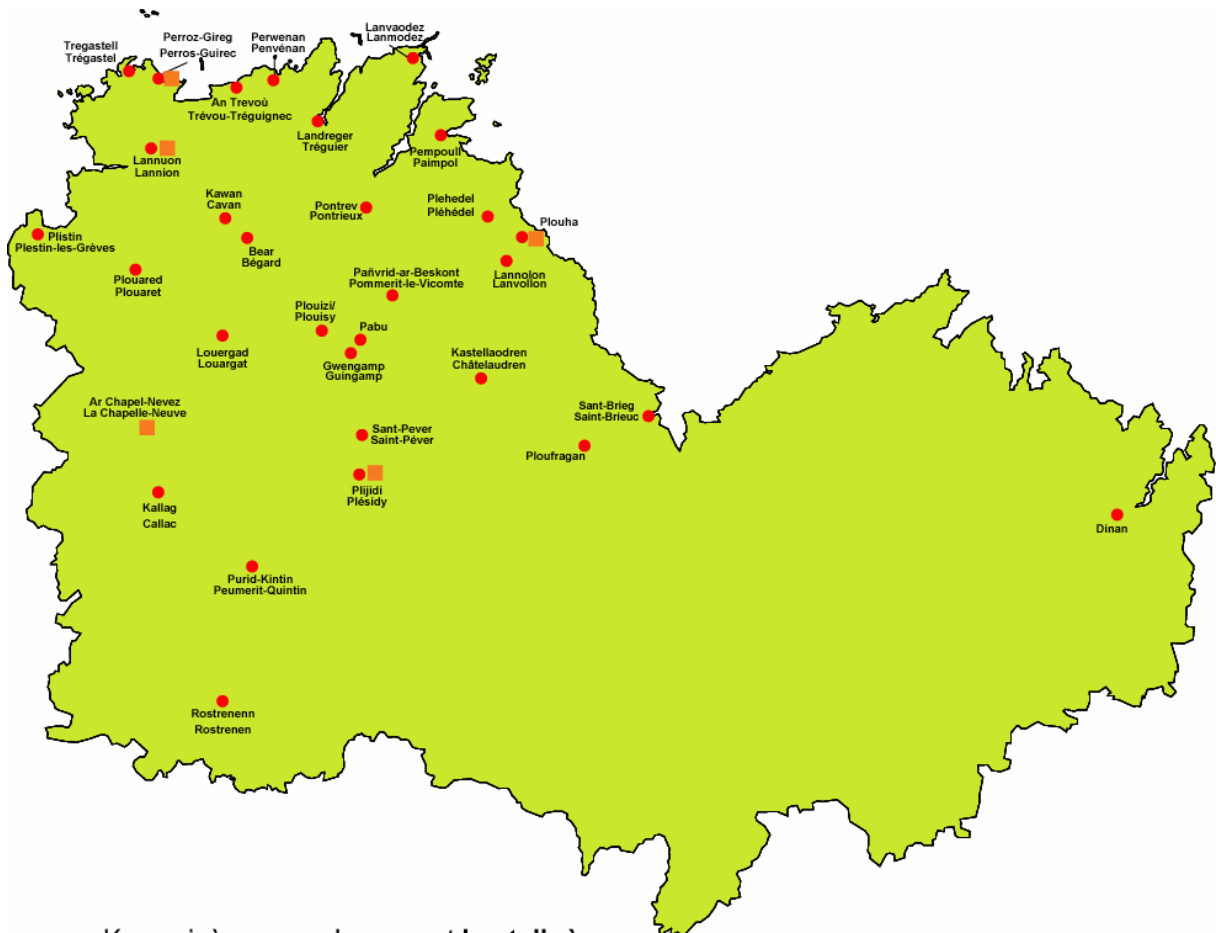 Tregastell
Trégastel
Perroz-Gireg
Perros-Guirec
Perwenan
Penvénan
Lanvaodez
Lanmodez
An Trevoù
Trévou-Tréguignec
Landreger
Tréguier
Pempoull
Paimpol
Lannuon
Lannion
Kawan
Cavan
Pontrev
Pontrieux
Plehedel
Pléhédel
Plouha
Plistin
Plestin-les-Grèves
Bear
Bégard
Lannolon
Lanvollon
Plouared
Plouaret
Pañvrid-ar-Beskont
Pommerit-le-Vicomte
Plouizi/
Plouisy
Pabu
Louergad
Louargat
Gwengamp
Guingamp
Kastellaodren
Châtelaudren
Ar Chapel-Nevez
La Chapelle-Neuve
Sant-Brieg
Saint-Brieuc
Sant-Pever
Saint-Péver
Ploufragan
Plijidi
Plésidy
Kallag
Callac
Dinan
Purid-Kintin
Peumerit-Quintin
Rostrenenn
Rostrenen